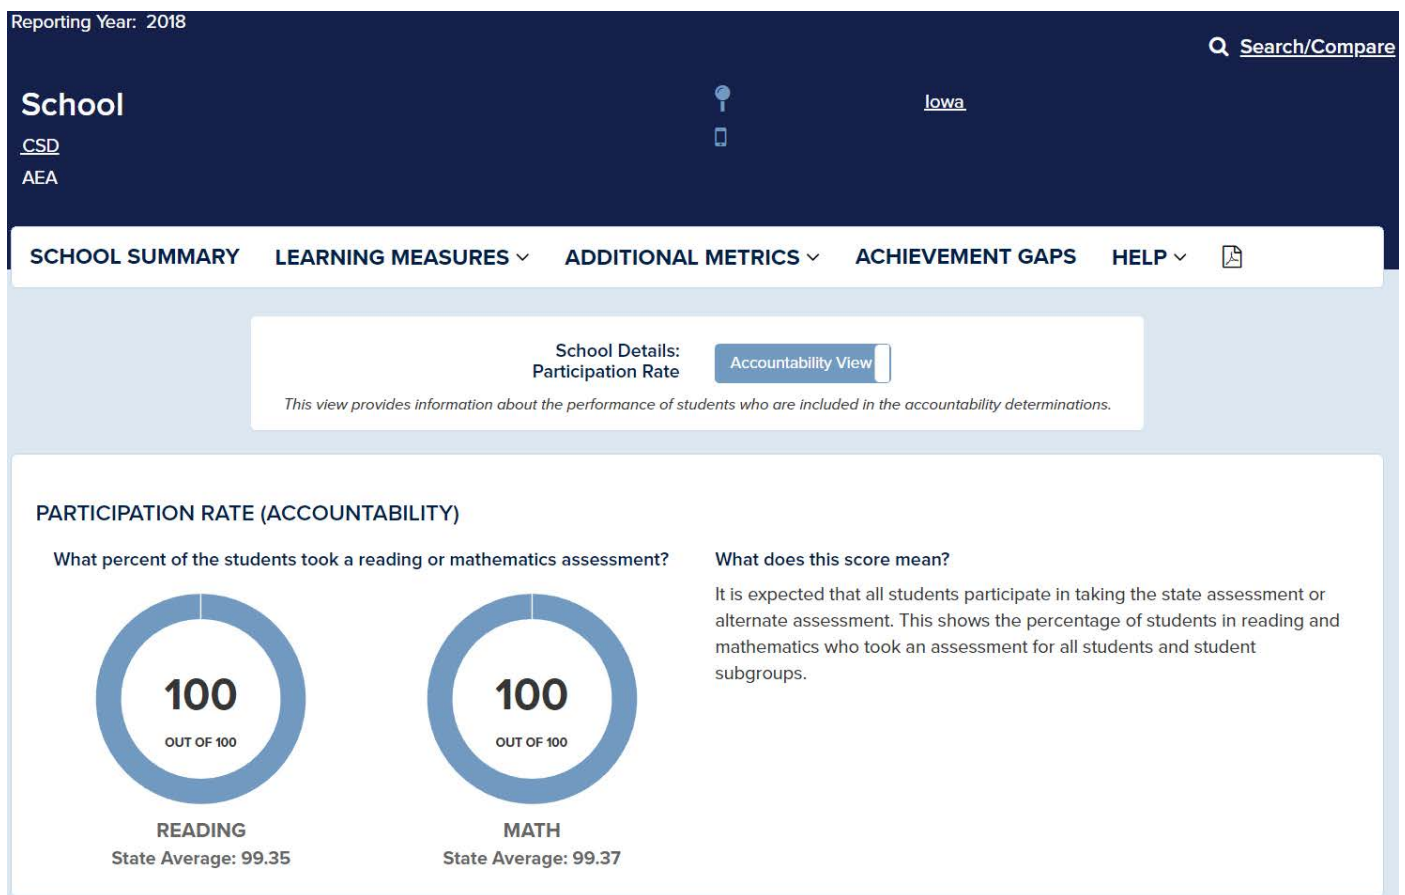 Reporting Year: 2018
Search/Compare
School
Iowa
CSD
AEA
SCHOOL SUMMARY LEARNING MEASURES ADDITIONAL METRICS ACHIEVEMENT GAPS HELP
School Details:
Participation Rate
Accountability View
This view provides information about the performance of students who are included in the accountability determinations.
PARTICIPATION RATE (ACCOUNTABILITY)
What percent of the students took a reading or mathematics assessment?
100
OUT OF 100
READING
State Average: 99.35
100
OUT OF 100
MATH
State Average: 99.37
What does this score mean?
It is expected that all students participate in taking the state assessment or
alternate assessment. This shows the percentage of students in reading and
mathematics who took an assessment for all students and student
subgroups.